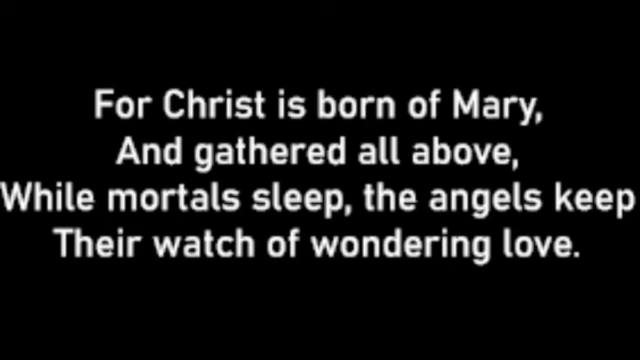 For Christ is born of Mary,
And gathered all above,
While mortals sleep, the angels keep
Their watch of wondering love.